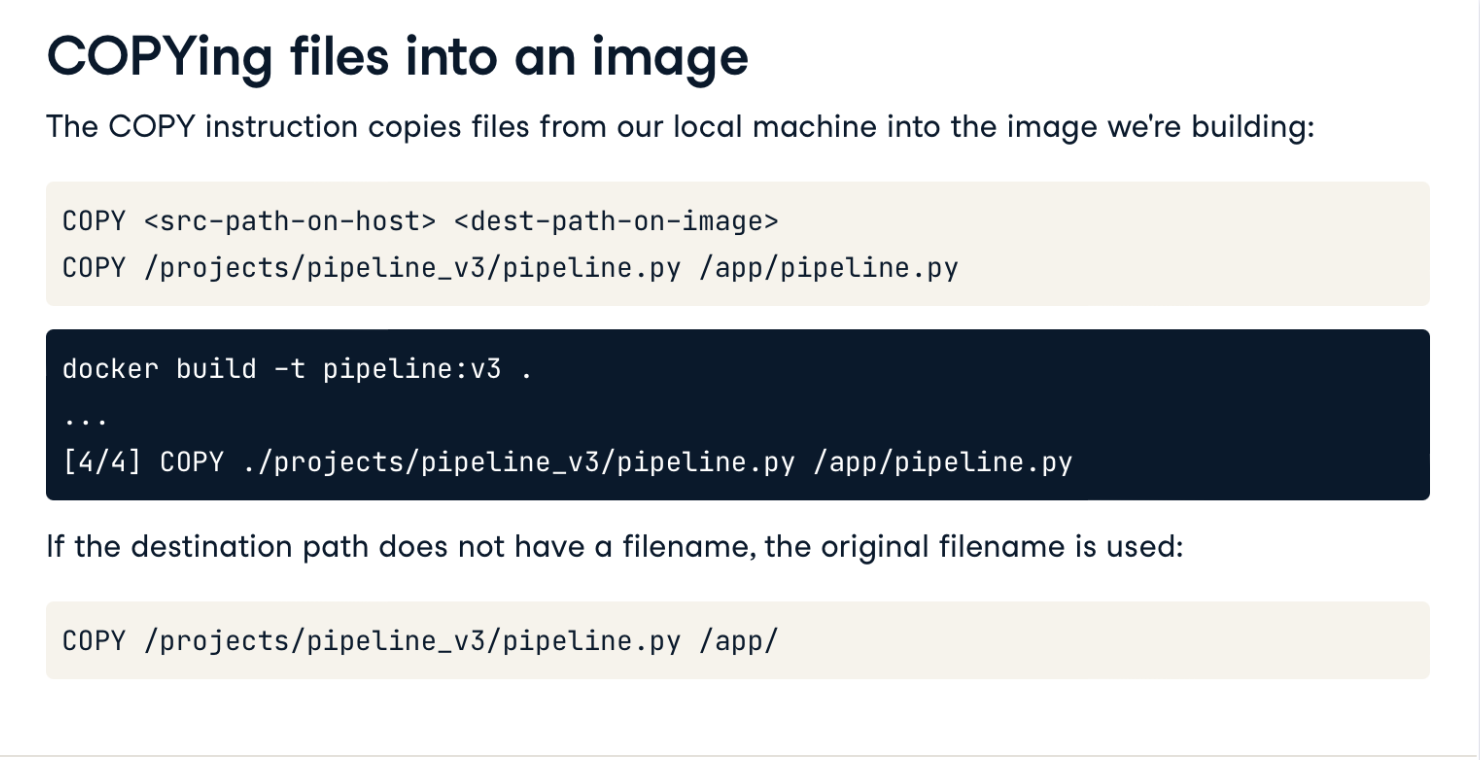 COPYing files into an image
The COPY instruction copies files from our local machine into the image we're building:
COPY <src-path-on-host> <dest-path-on-image>
COPY /projects/pipeline_v3/pipeline.py /app/pipeline.py
docker build -t pipeline:v3 .
...
[4/4] COPY ./projects/pipeline_v3/pipeline.py /app/pipeline.py
If the destination path does not have a filename, the original filename is used:
COPY /projects/pipeline_v3/pipeline.py /app/